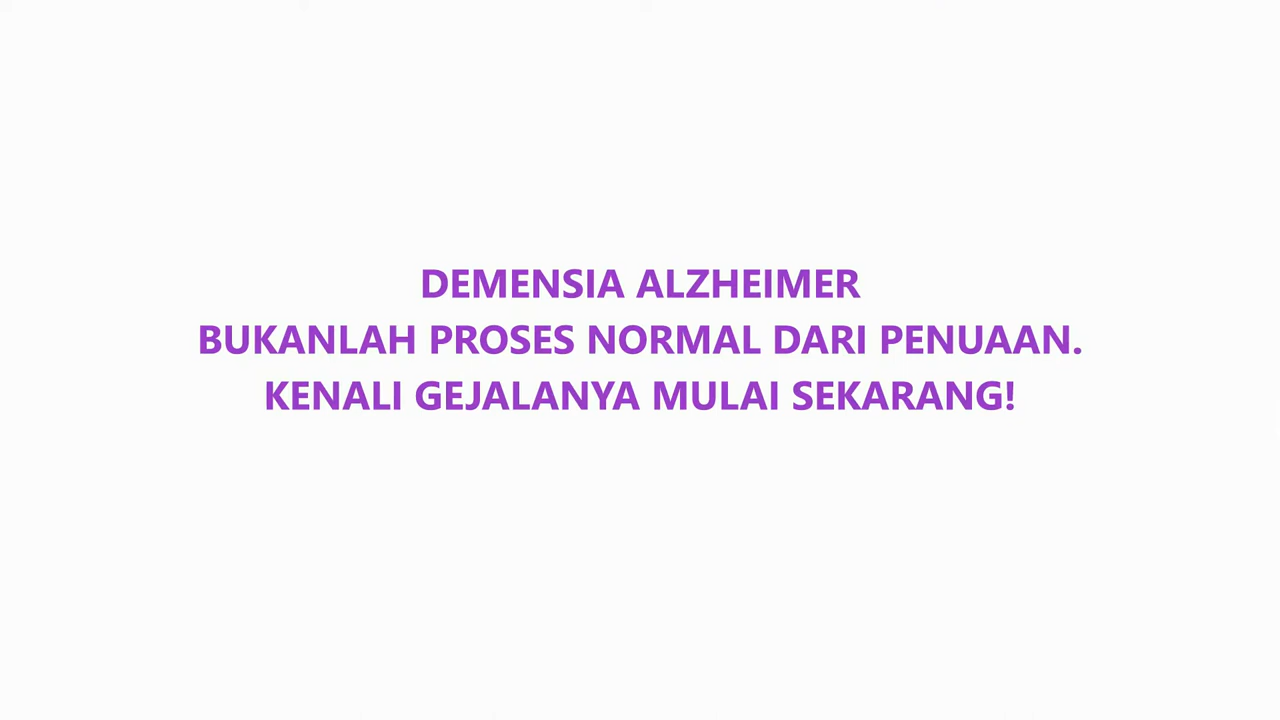 DEMENSIA ALZHEIMER
BUKANLAH PROSES NORMAL DARI PENUAAN.
KENALI GEJALANYA MULAI SEKARANG!